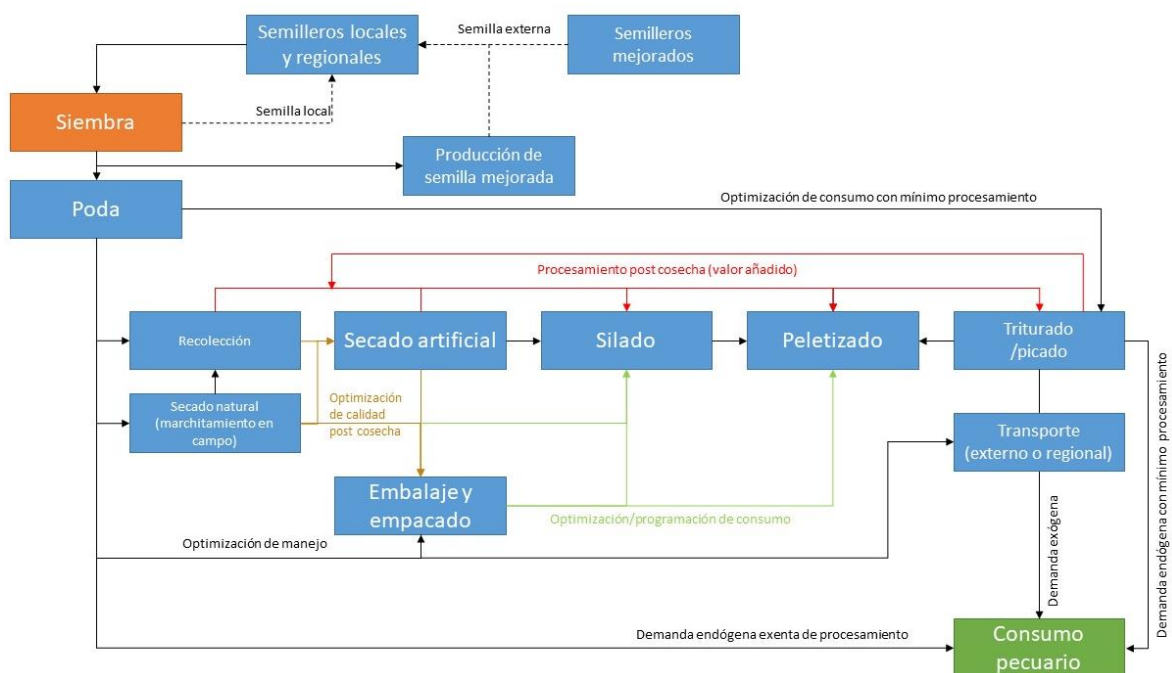 Semilleros locales
y regionales
Semilla externa
Semilleros
mejorados
Siembra
Semilla local
Producción de
semilla mejorada
Poda
Optimización de consumo con mínimo procesamiento
Procesamiento post cosecha (valor añadido)
Recolección
Secado artificial
Silado
Peletizado
Triturado
/picado
Secado natural
(marchitamiento en
campo)
Optimización
de calidad
post cosecha
Transporte
(externo o regional)
Embalaje y
empacado
Optimización/programación de consumo
Optimización de manejo
Demanda exógena
Demanda endógena con mínimo procesamiento
Demanda endógena exenta de procesamiento
Consumo
pecuario